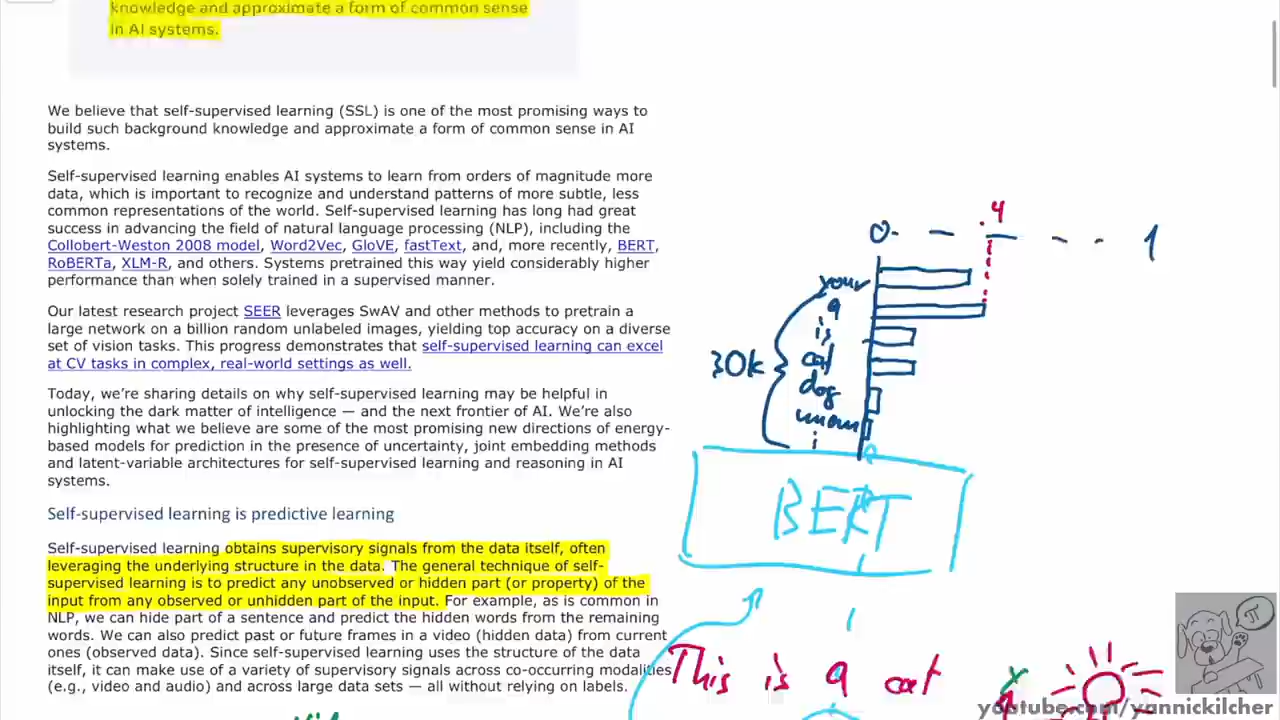 knowledge and approximate a form of common sense
in AI systems.
We believe that self-supervised learning (SSL) is one of the most promising ways to
build such background knowledge and approximate a form of common sense in AI
systems.
Self-supervised learning enables AI systems to learn from orders of magnitude more
data, which is important to recognize and understand patterns of more subtle, less
common representations of the world. Self-supervised learning has long had great
success in advancing the field of natural language processing (NLP), including the
Collobert-Weston 2008 model, Word2Vec, GloVE, fastText, and, more recently, BERT,
RoBERTa, XLM-R, and others. Systems pretrained this way yield considerably higher
performance than when solely trained in a supervised manner.
Our latest research project SEER leverages SwAV and other methods to pretrain a
large network on a billion random unlabeled images, yielding top accuracy on a diverse
set of vision tasks. This progress demonstrates that self-supervised learning can excel
at CV tasks in complex, real-world settings as well.
Today, we're sharing details on why self-supervised learning may be helpful in
unlocking the dark matter of intelligence — and the next frontier of AI. We're also
highlighting what we believe are some of the most promising new directions of energy-
based models for prediction in the presence of uncertainty, joint embedding methods
and latent-variable architectures for self-supervised learning and reasoning in AI
systems.
Self-supervised learning is predictive learning
Self-supervised learning obtains supervisory signals from the data itself, often
leveraging the underlying structure in the data. The general technique of self-
supervised learning is to predict any unobserved or hidden part (or property) of the
input from any observed or unhidden part of the input. For example, as is common in
NLP, we can hide part of a sentence and predict the hidden words from the remaining
words. We can also predict past or future frames in a video (hidden data) from current
ones (observed data). Since self-supervised learning uses the structure of the data
itself, it can make use of a variety of supervisory signals across co-occurring modalities
(e.g., video and audio) and across large data sets — all without relying on labels.
.4
0 1
your
a
is
cat
dog
30k
BERT
This is a cat
x
π
youtube.com/yannickilcher